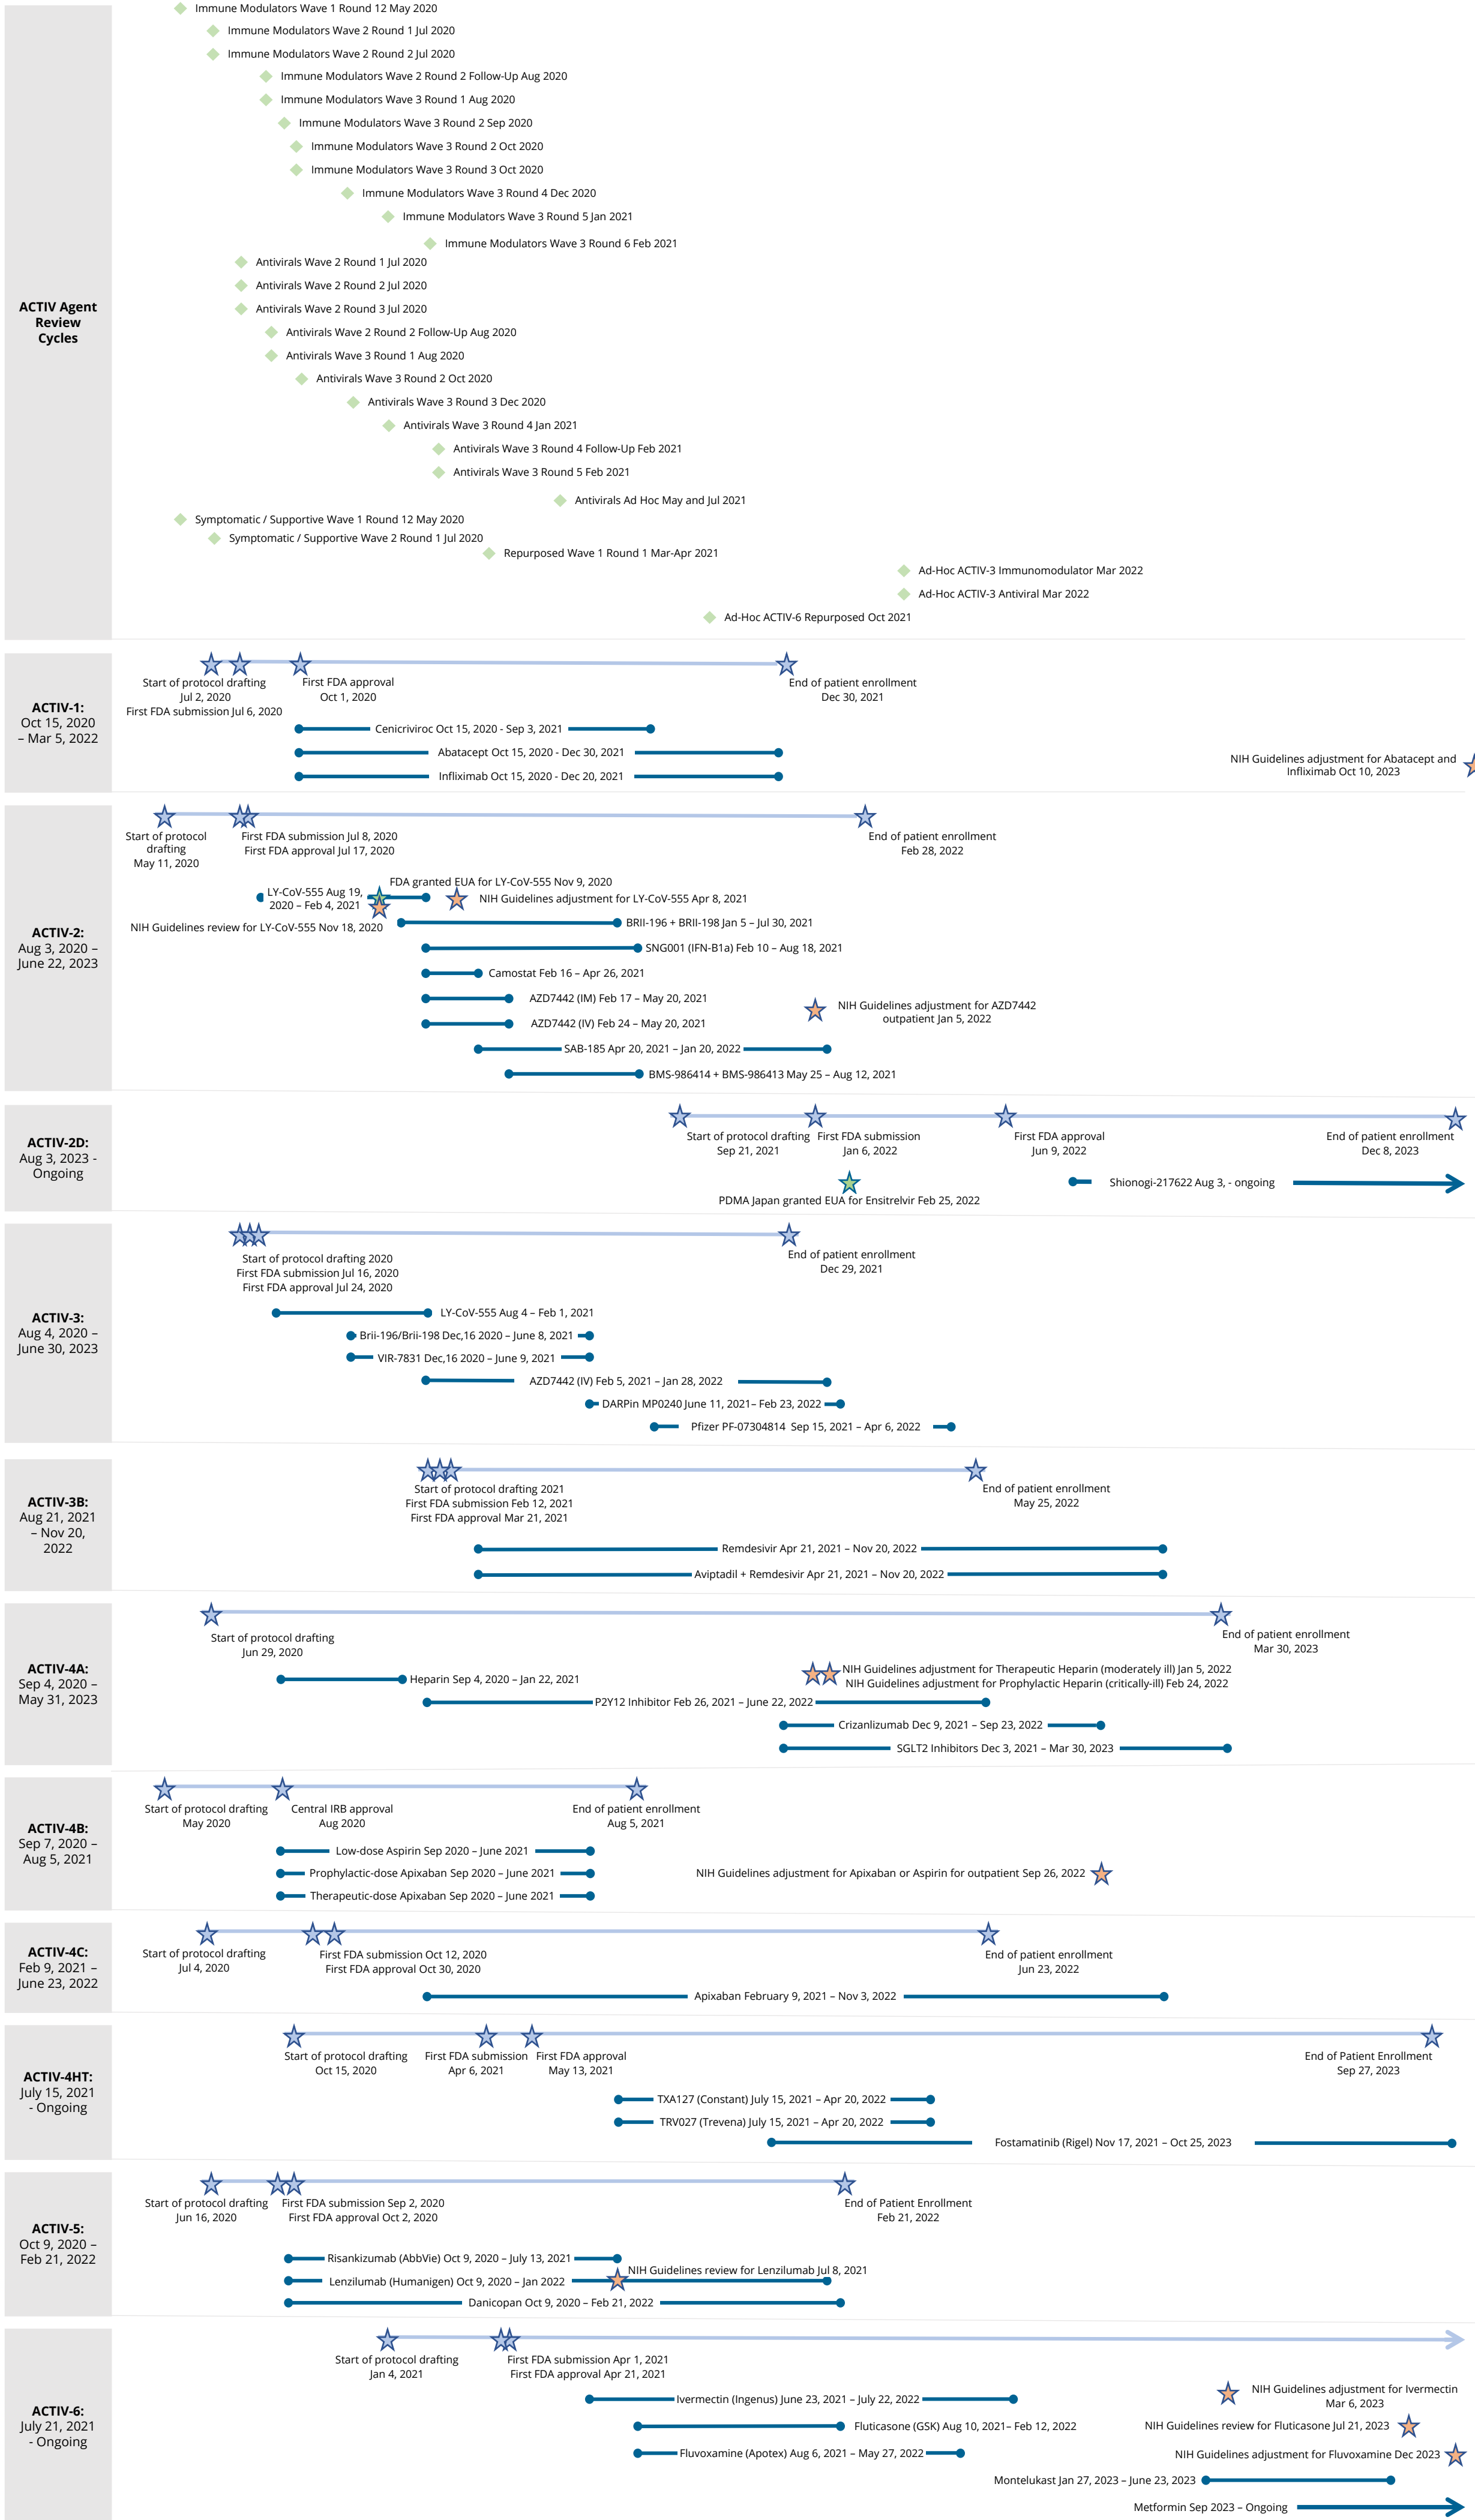 ACTIV Agent
Review
Cycles
Immune Modulators Wave 1 Round 12 May 2020
Immune Modulators Wave 2 Round 1 Jul 2020
Immune Modulators Wave 2 Round 2 Jul 2020
Immune Modulators Wave 2 Round 2 Follow-Up Aug 2020
Immune Modulators Wave 3 Round 1 Aug 2020
Immune Modulators Wave 3 Round 2 Sep 2020
Immune Modulators Wave 3 Round 2 Oct 2020
Immune Modulators Wave 3 Round 3 Oct 2020
Immune Modulators Wave 3 Round 4 Dec 2020
Immune Modulators Wave 3 Round 5 Jan 2021
Immune Modulators Wave 3 Round 6 Feb 2021
Antivirals Wave 2 Round 1 Jul 2020
Antivirals Wave 2 Round 2 Jul 2020
Antivirals Wave 2 Round 3 Jul 2020
Antivirals Wave 2 Round 2 Follow-Up Aug 2020
Antivirals Wave 3 Round 1 Aug 2020
Antivirals Wave 3 Round 2 Oct 2020
Antivirals Wave 3 Round 3 Dec 2020
Antivirals Wave 3 Round 4 Jan 2021
Antivirals Wave 3 Round 4 Follow-Up Feb 2021
Antivirals Wave 3 Round 5 Feb 2021
Antivirals Ad Hoc May and Jul 2021
Symptomatic / Supportive Wave 1 Round 12 May 2020
Symptomatic / Supportive Wave 2 Round 1 Jul 2020
Repurposed Wave 1 Round 1 Mar-Apr 2021
Ad-Hoc ACTIV-3 Immunomodulator Mar 2022
Ad-Hoc ACTIV-3 Antiviral Mar 2022
Ad-Hoc ACTIV-6 Repurposed Oct 2021
ACTIV-1:
Oct 15, 2020
– Mar 5, 2022
Start of protocol drafting
Jul 2, 2020
First FDA submission Jul 6, 2020
First FDA approval
Oct 1, 2020
End of patient enrollment
Dec 30, 2021
Cenicriviroc Oct 15, 2020 - Sep 3, 2021
Abatacept Oct 15, 2020 - Dec 30, 2021
Infliximab Oct 15, 2020 - Dec 20, 2021
NIH Guidelines adjustment for Abatacept and
Infliximab Oct 10, 2023
ACTIV-2:
Aug 3, 2020 –
June 22, 2023
Start of protocol
drafting
May 11, 2020
First FDA submission Jul 8, 2020
First FDA approval Jul 17, 2020
End of patient enrollment
Feb 28, 2022
FDA granted EUA for LY-CoV-555 Nov 9, 2020
LY-CoV-555 Aug 19,
2020 – Feb 4, 2021
NIH Guidelines adjustment for LY-CoV-555 Apr 8, 2021
NIH Guidelines review for LY-CoV-555 Nov 18, 2020
BRII-196 + BRII-198 Jan 5 – Jul 30, 2021
SNG001 (IFN-B1a) Feb 10 – Aug 18, 2021
Camostat Feb 16 – Apr 26, 2021
AZD7442 (IM) Feb 17 – May 20, 2021
NIH Guidelines adjustment for AZD7442
outpatient Jan 5, 2022
AZD7442 (IV) Feb 24 – May 20, 2021
SAB-185 Apr 20, 2021 – Jan 20, 2022
BMS-986414 + BMS-986413 May 25 – Aug 12, 2021
ACTIV-2D:
Aug 3, 2023 -
Ongoing
Start of protocol drafting
Sep 21, 2021
First FDA submission
Jan 6, 2022
First FDA approval
Jun 9, 2022
End of patient enrollment
Dec 8, 2023
Shionogi-217622 Aug 3, - ongoing
PDMA Japan granted EUA for Ensitrelvir Feb 25, 2022
ACTIV-3:
Aug 4, 2020 –
June 30, 2023
Start of protocol drafting 2020
First FDA submission Jul 16, 2020
First FDA approval Jul 24, 2020
End of patient enrollment
Dec 29, 2021
LY-CoV-555 Aug 4 – Feb 1, 2021
Brii-196/Brii-198 Dec,16 2020 – June 8, 2021
VIR-7831 Dec,16 2020 – June 9, 2021
AZD7442 (IV) Feb 5, 2021 – Jan 28, 2022
DARPin MP0240 June 11, 2021– Feb 23, 2022
Pfizer PF-07304814 Sep 15, 2021 – Apr 6, 2022
ACTIV-3B:
Aug 21, 2021
– Nov 20,
2022
Start of protocol drafting 2021
First FDA submission Feb 12, 2021
First FDA approval Mar 21, 2021
End of patient enrollment
May 25, 2022
Remdesivir Apr 21, 2021 – Nov 20, 2022
Aviptadil + Remdesivir Apr 21, 2021 – Nov 20, 2022
ACTIV-4A:
Sep 4, 2020 –
May 31, 2023
Start of protocol drafting
Jun 29, 2020
End of patient enrollment
Mar 30, 2023
Heparin Sep 4, 2020 – Jan 22, 2021
NIH Guidelines adjustment for Therapeutic Heparin (moderately ill) Jan 5, 2022
NIH Guidelines adjustment for Prophylactic Heparin (critically-ill) Feb 24, 2022
P2Y12 Inhibitor Feb 26, 2021 – June 22, 2022
Crizanlizumab Dec 9, 2021 – Sep 23, 2022
SGLT2 Inhibitors Dec 3, 2021 – Mar 30, 2023
ACTIV-4B:
Sep 7, 2020 –
Aug 5, 2021
Start of protocol drafting
May 2020
Central IRB approval
Aug 2020
End of patient enrollment
Aug 5, 2021
Low-dose Aspirin Sep 2020 – June 2021
Prophylactic-dose Apixaban Sep 2020 – June 2021
NIH Guidelines adjustment for Apixaban or Aspirin for outpatient Sep 26, 2022
Therapeutic-dose Apixaban Sep 2020 – June 2021
ACTIV-4C:
Feb 9, 2021 –
June 23, 2022
Start of protocol drafting
Jul 4, 2020
First FDA submission Oct 12, 2020
First FDA approval Oct 30, 2020
End of patient enrollment
Jun 23, 2022
Apixaban February 9, 2021 – Nov 3, 2022
ACTIV-4HT:
July 15, 2021
- Ongoing
Start of protocol drafting
Oct 15, 2020
First FDA submission
Apr 6, 2021
First FDA approval
May 13, 2021
End of Patient Enrollment
Sep 27, 2023
TXA127 (Constant) July 15, 2021 – Apr 20, 2022
TRV027 (Trevena) July 15, 2021 – Apr 20, 2022
Fostamatinib (Rigel) Nov 17, 2021 – Oct 25, 2023
ACTIV-5:
Oct 9, 2020 –
Feb 21, 2022
Start of protocol drafting
Jun 16, 2020
First FDA submission Sep 2, 2020
First FDA approval Oct 2, 2020
End of Patient Enrollment
Feb 21, 2022
Risankizumab (AbbVie) Oct 9, 2020 – July 13, 2021
NIH Guidelines review for Lenzilumab Jul 8, 2021
Lenzilumab (Humanigen) Oct 9, 2020 – Jan 2022
Danicopan Oct 9, 2020 – Feb 21, 2022
ACTIV-6:
July 21, 2021
- Ongoing
Start of protocol drafting
Jan 4, 2021
First FDA submission Apr 1, 2021
First FDA approval Apr 21, 2021
Ivermectin (Ingenus) June 23, 2021 – July 22, 2022
NIH Guidelines adjustment for Ivermectin
Mar 6, 2023
Fluticasone (GSK) Aug 10, 2021– Feb 12, 2022
NIH Guidelines review for Fluticasone Jul 21, 2023
Fluvoxamine (Apotex) Aug 6, 2021 – May 27, 2022
NIH Guidelines adjustment for Fluvoxamine Dec 2023
Montelukast Jan 27, 2023 – June 23, 2023
Metformin Sep 2023 – Ongoing